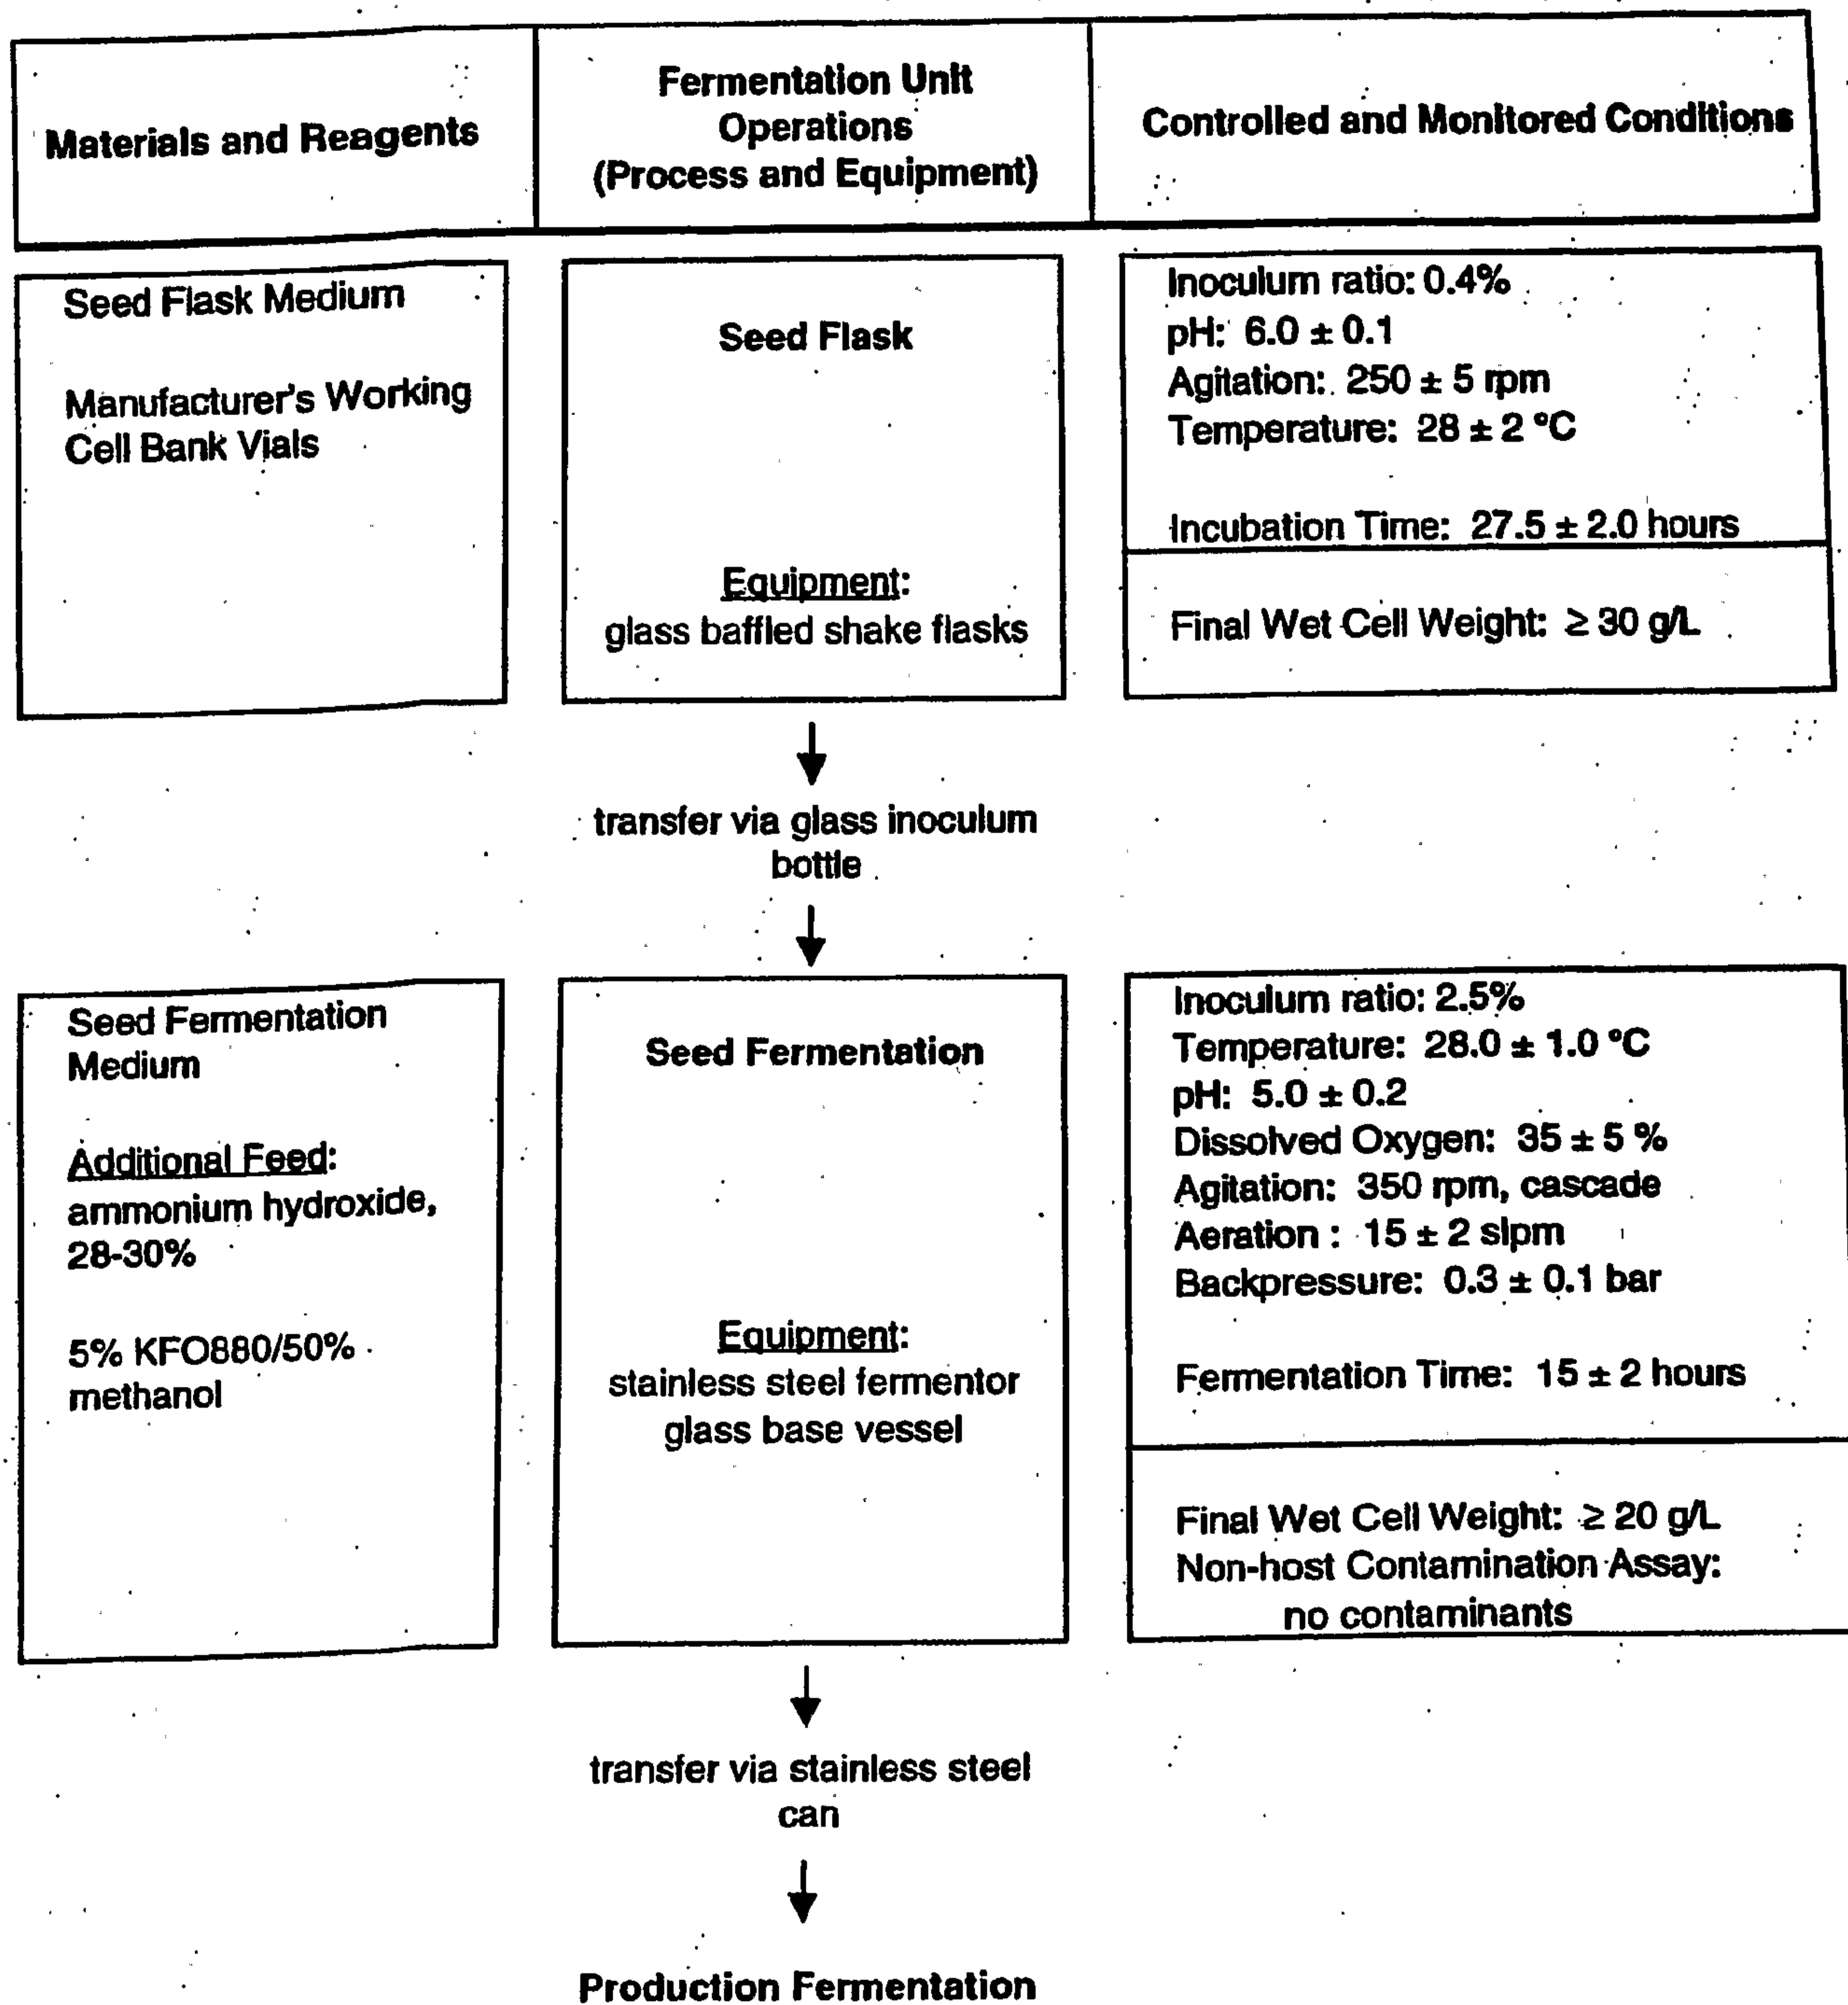 Materials and Reagents
Fermentation Unit
Operations
(Process and Equipment)
Controlled and Monitored Conditions
Seed Flask Medium
Manufacturer's Working
Cell Bank Vials
Seed Flask
Equipment:
glass baffled shake flasks
Inoculum ratio: 0.4%
pH: 6.0 ± 0.1
Agitation: 250 ± 5 rpm
Temperature: 28 ± 2 ºC
Incubation Time: 27.5 ± 2.0 hours
Final Wet Cell Weight: ≥ 30 g/L
transfer via glass inoculum
bottle
Seed Fermentation
Medium
Additional Feed:
ammonium hydroxide,
28-30%
5% KFO880/50%
methanol
Seed Fermentation
Equipment:
stainless steel fermentor
glass base vessel
Inoculum ratio: 2.5%
Temperature: 28.0 ± 1.0 ºC
pH: 5.0 ± 0.2
Dissolved Oxygen: 35 ± 5 %
Agitation: 350 rpm, cascade
Aeration : 15 ± 2 slpm
Backpressure: 0.3 ± 0.1 bar
Fermentation Time: 15 ± 2 hours
Final Wet Cell Weight: ≥ 20 g/L
Non-host Contamination Assay:
no contaminants
transfer via stainless steel
can
Production Fermentation